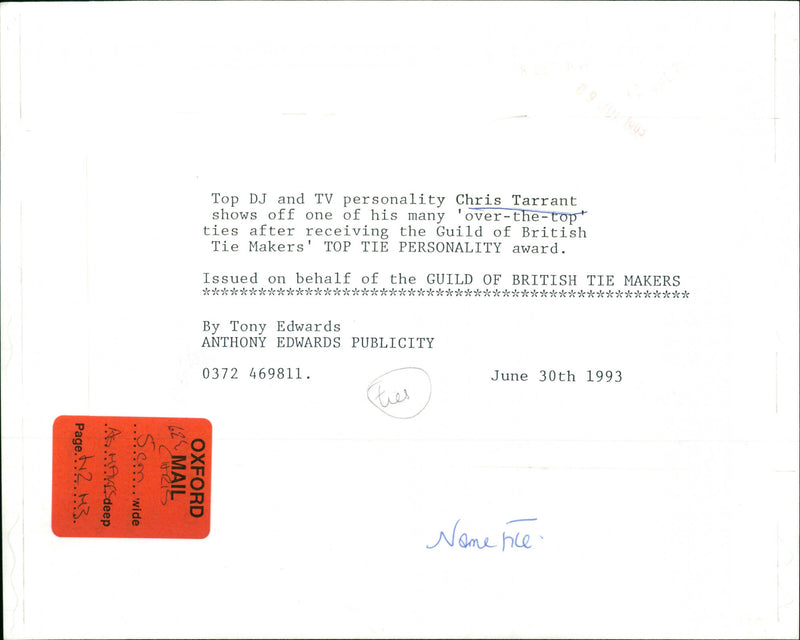 Top DJ and TV personality Chris Tarrant
shows off one of his many 'over-the-top'
ties after receiving the Guild of British
Tie Makers' TOP TIE PERSONALITY award.
Issued on behalf of the GUILD OF BRITISH TIE MAKERS
****************************************************
By Tony Edwards
ANTHONY EDWARDS PUBLICITY
0372 469811.
June 30th 1993
ties
OXFORD
MAIL
wide
deep
Page
Name file.